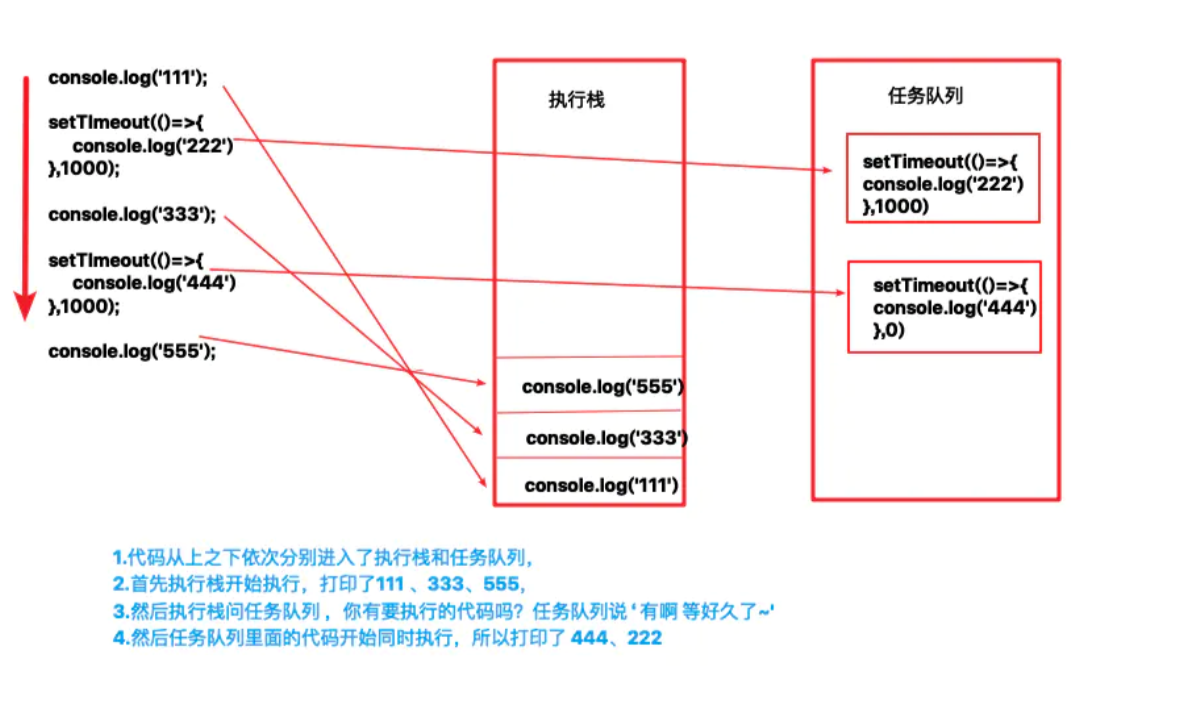 console.log('111');
setTImeout(()=>{
console.log('222')
},1000);
console.log('333');
setTImeout(()=>{
console.log('444')
},1000);
console.log('555');
执行栈
console.log('555')
console.log('333')
console.log('111')
任务队列
setTimeout(()=>{
console.log('222')
},1000)
setTimeout(()=>{
console.log('444')
},0)
1.代码从上之下依次分别进入了执行栈和任务队列，
2.首先执行栈开始执行，打印了111 、333、555，
3.然后执行栈问任务队列 ，你有要执行的代码吗？任务队列说 ‘ 有啊 等好久了~'
4.然后任务队列里面的代码开始同时执行，所以打印了 444、222